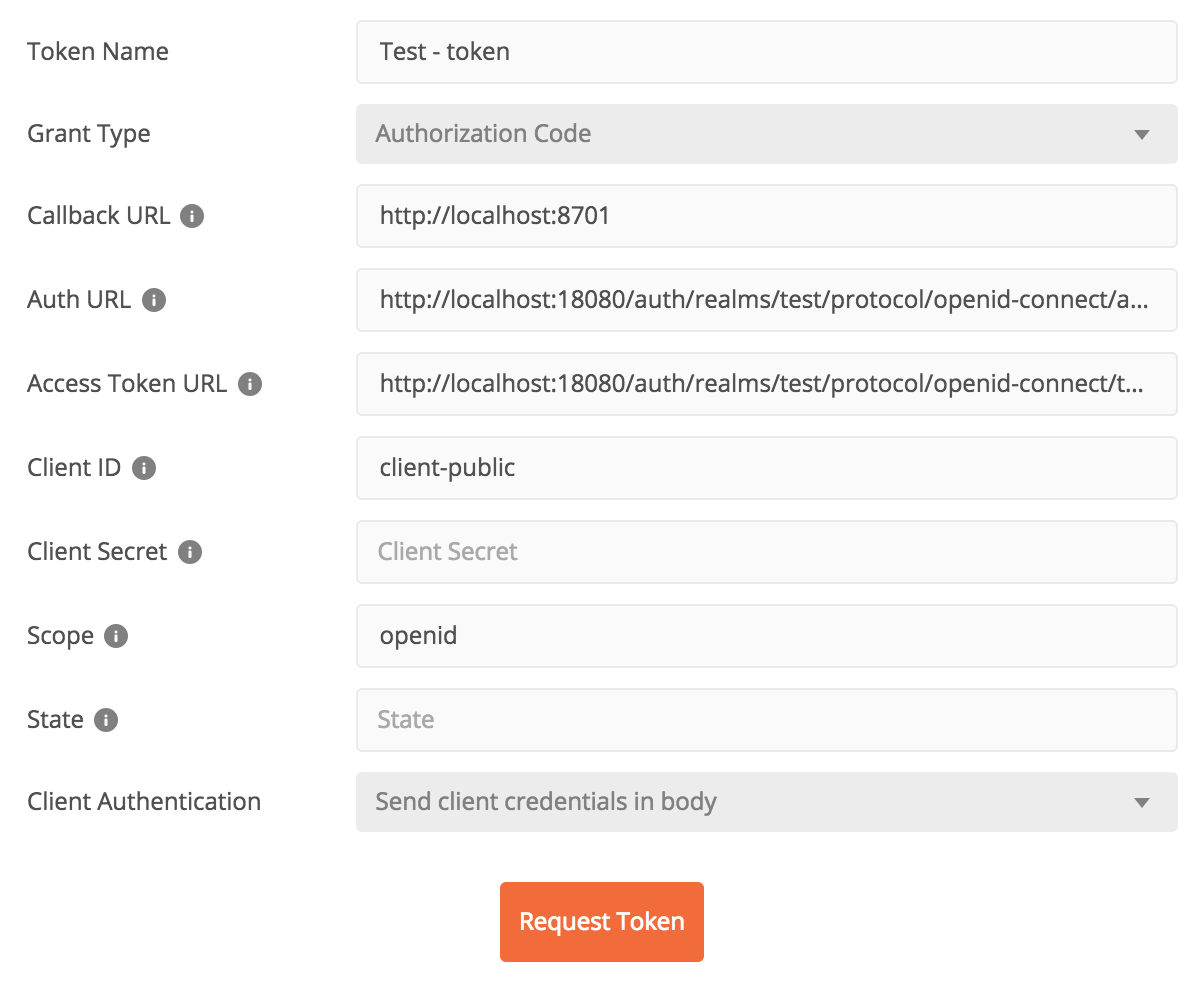 Token Name Test - token
Grant Type Authorization Code
Callback URL i http://localhost:8701
Auth URL i http://localhost:18080/auth/realms/test/protocol/openid-connect/a...
Access Token URL i http://localhost:18080/auth/realms/test/protocol/openid-connect/t...
Client ID i client-public
Client Secret i Client Secret
Scope i openid
State i State
Client Authentication Send client credentials in body
Request Token